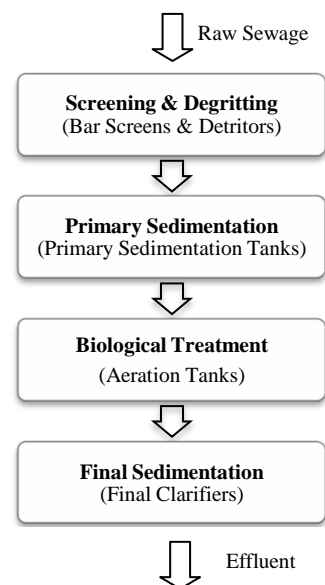 Raw Sewage
Screening & Degritting
(Bar Screens & Detritors)
Primary Sedimentation
(Primary Sedimentation Tanks)
Biological Treatment
(Aeration Tanks)
Final Sedimentation
(Final Clarifiers)
Effluent